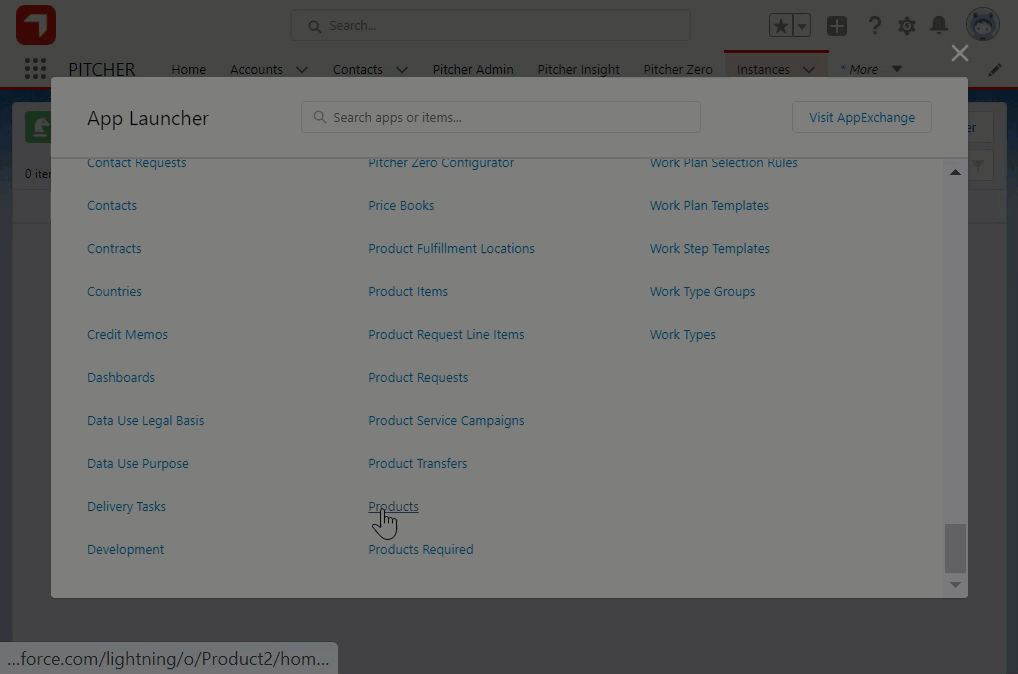 Search...
PITCHER
Home
Accounts
Contacts
Pitcher Admin
Pitcher Insight
Pitcher Zero
Instances
* More
App Launcher
Search apps or items...
Visit AppExchange
er
0 iter
Contact Requests
Pitcher Zero Configurator
Work Plan Selection Rules
Contacts
Price Books
Work Plan Templates
Contracts
Product Fulfillment Locations
Work Step Templates
Countries
Product Items
Work Type Groups
Credit Memos
Product Request Line Items
Work Types
Dashboards
Product Requests
Data Use Legal Basis
Product Service Campaigns
Data Use Purpose
Product Transfers
Delivery Tasks
Products
Development
Products Required
...force.com/lightning/o/Product2/hom...